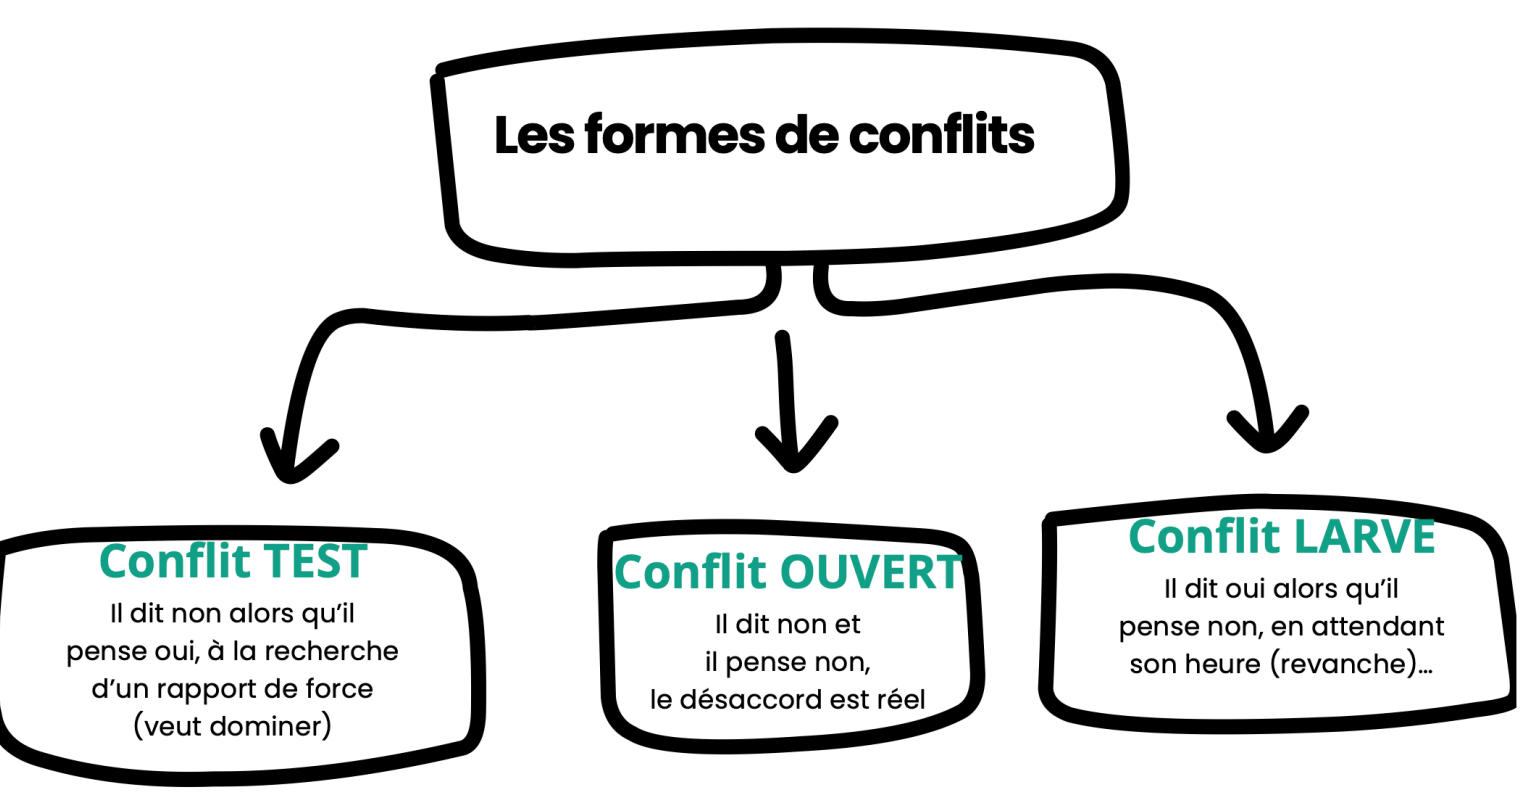 Les formes de conflits
Conflit TEST
Il dit non alors qu’il
pense oui, à la recherche
d’un rapport de force
(veut dominer)
Conflit OUVERT
Il dit non et
il pense non,
le désaccord est réel
Conflit LARVE
Il dit oui alors qu’il
pense non, en attendant
son heure (revanche)...